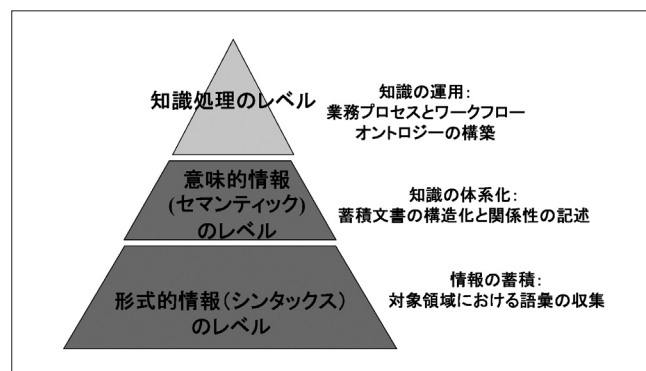 知識処理のレベル
知識の運用：
業務プロセスとワークフロー
オントロジーの構築
意味的情報
(セマンティック)
のレベル
知識の体系化：
蓄積文書の構造化と関係性の記述
形式的情報（シンタックス）
のレベル
情報の蓄積：
対象領域における語彙の収集